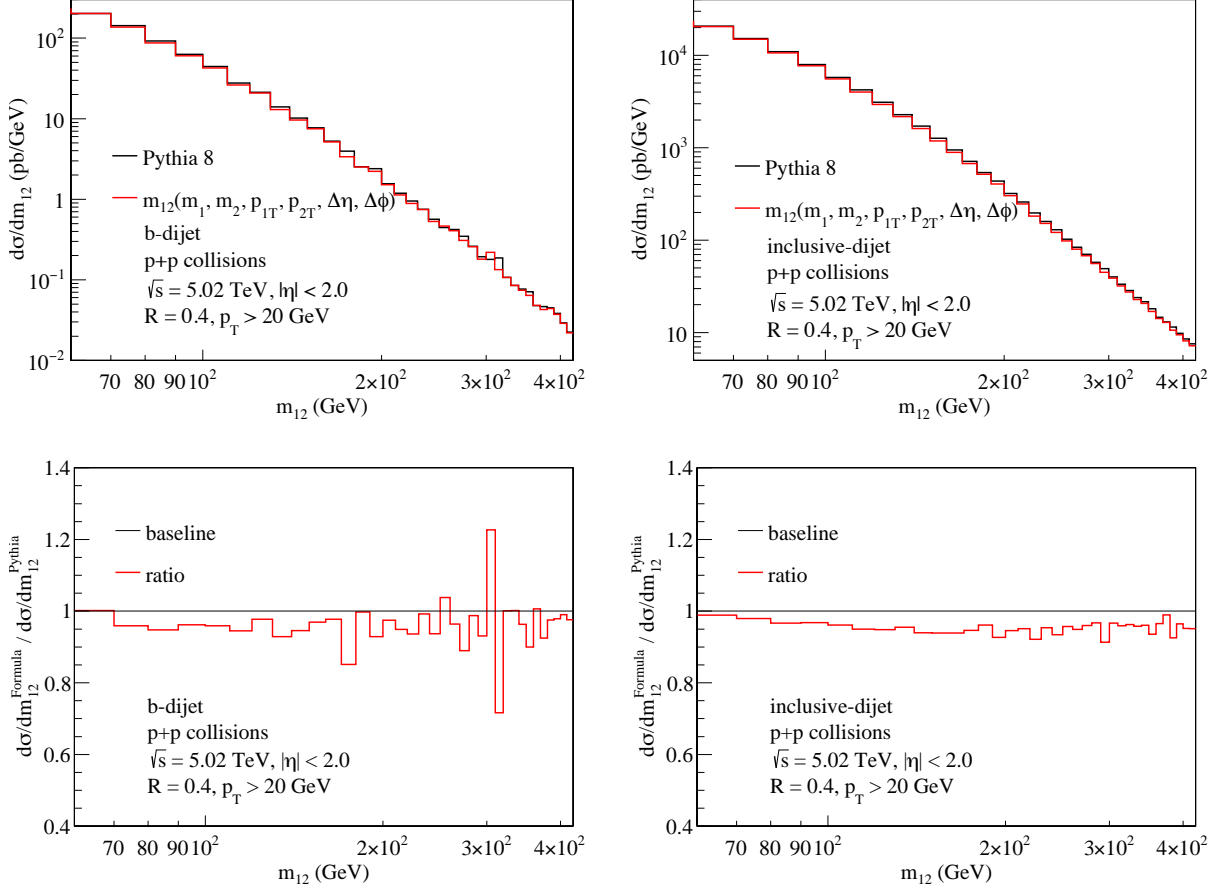 dσ/dm₁₂ (pb/GeV)
10²
10
1
10⁻¹
10⁻²
Pythia 8
m₁₂(m₁, m₂, p₁T, p₂T, Δη, Δϕ)
b-dijet
p+p collisions
√s = 5.02 TeV, |η| < 2.0
R = 0.4, p_T > 20 GeV
70 80 90 10² 2×10² 3×10² 4×10²
m₁₂ (GeV)
dσ/dm₁₂ (pb/GeV)
10⁴
10³
10²
10
Pythia 8
m₁₂(m₁, m₂, p₁T, p₂T, Δη, Δϕ)
inclusive-dijet
p+p collisions
√s = 5.02 TeV, |η| < 2.0
R = 0.4, p_T > 20 GeV
70 80 90 10² 2×10² 3×10² 4×10²
m₁₂ (GeV)
dσ/dm₁₂^Formula / dσ/dm₁₂^Pythia
1.4
1.2
1
0.8
0.6
0.4
baseline
ratio
b-dijet
p+p collisions
√s = 5.02 TeV, |η| < 2.0
R = 0.4, p_T > 20 GeV
70 80 90 10² 2×10² 3×10² 4×10²
m₁₂ (GeV)
dσ/dm₁₂^Formula / dσ/dm₁₂^Pythia
1.4
1.2
1
0.8
0.6
0.4
baseline
ratio
inclusive-dijet
p+p collisions
√s = 5.02 TeV, |η| < 2.0
R = 0.4, p_T > 20 GeV
70 80 90 10² 2×10² 3×10² 4×10²
m₁₂ (GeV)